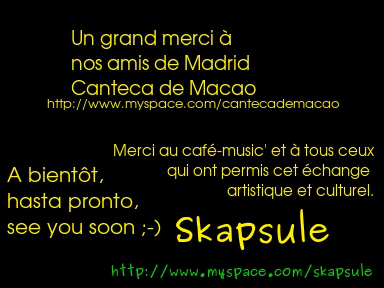 Un grand merci à
nos amis de Madrid
Canteca de Macao
http://www.myspace.com/cantecademacao
Merci au café-music' et à tous ceux
qui ont permis cet échange
artistique et culturel.
A bientôt,
hasta pronto,
see you soon ;-)
Skapsule
http://www.myspace.com/skapsule